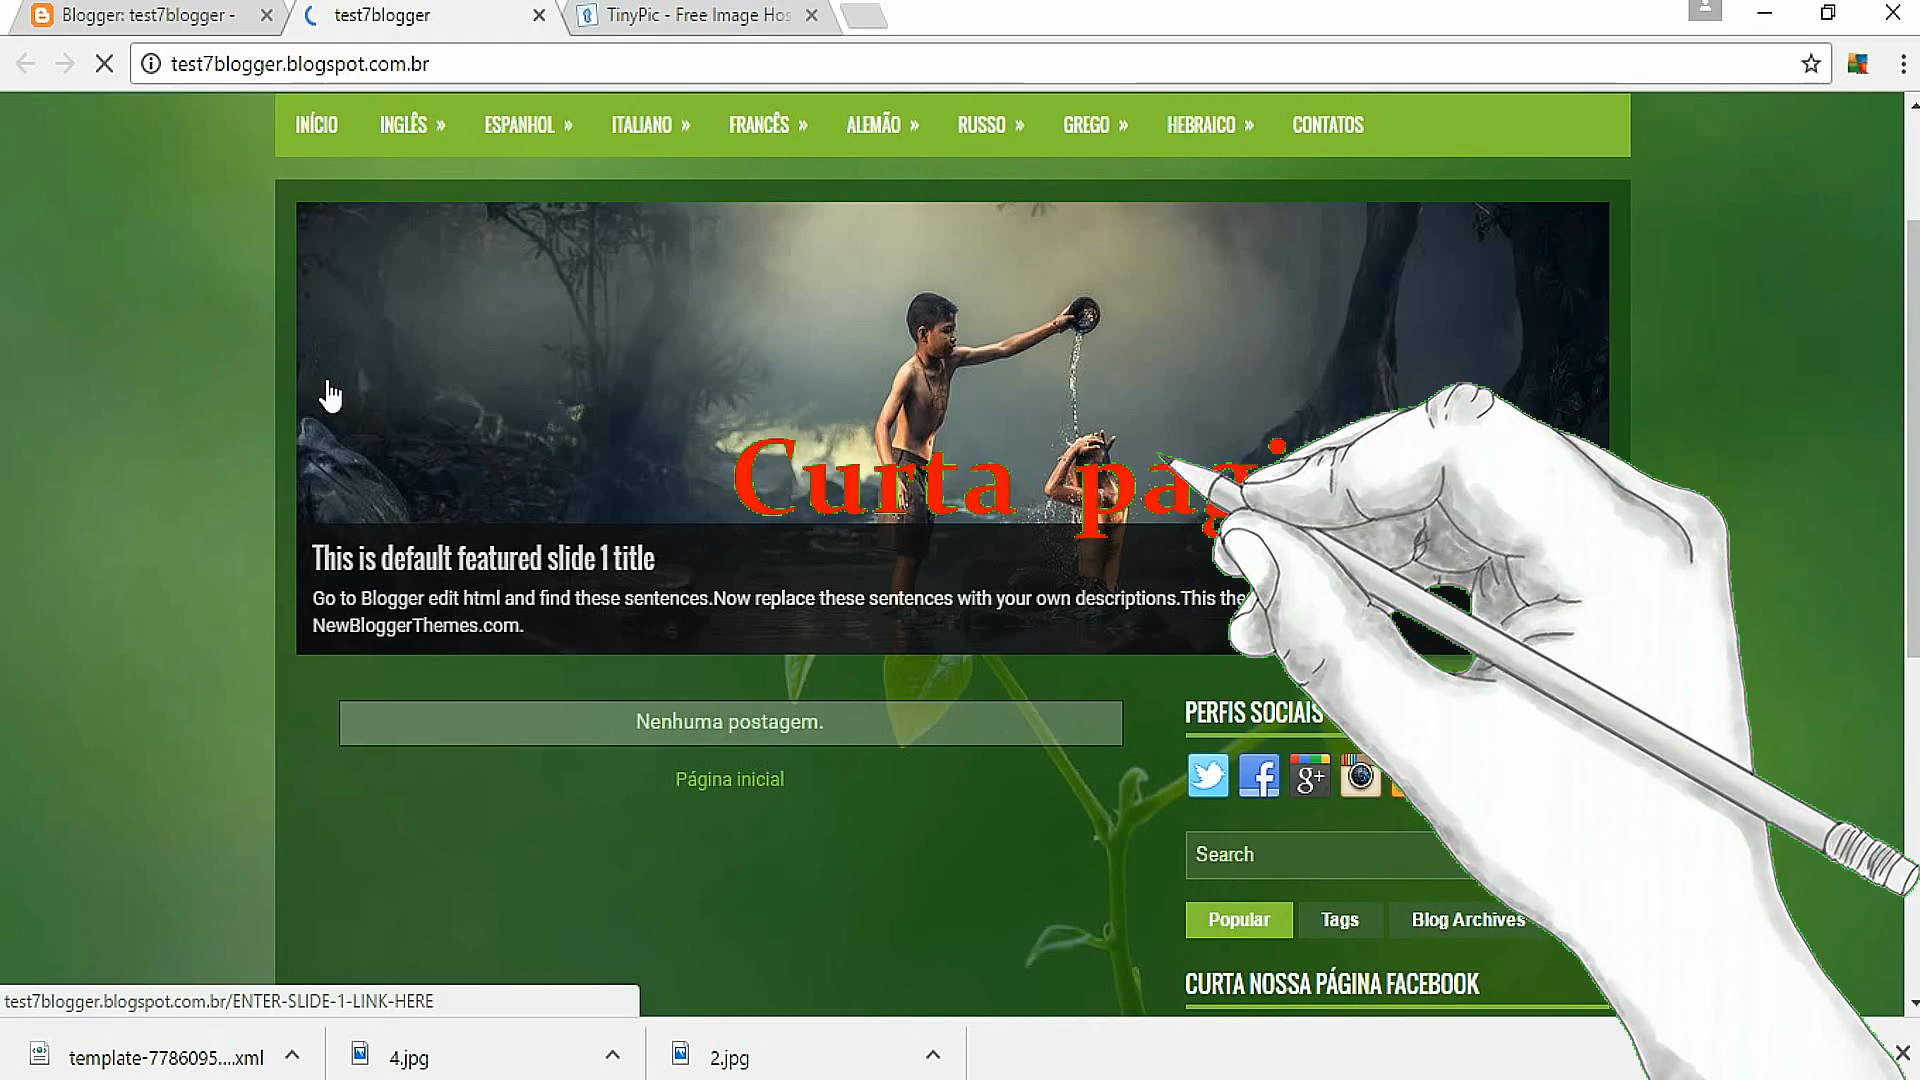 Blogger: test7blogger -
test7blogger
TinyPic - Free Image Hos
test7blogger.blogspot.com.br
INÍCIO INGLÊS » ESPANHOL » ITALIANO » FRANCÊS » ALEMÃO » RUSSO » GREGO » HEBRAICO » CONTATOS
Curta pagi
This is default featured slide 1 title
Go to Blogger edit html and find these sentences.Now replace these sentences with your own descriptions.This the
NewBloggerThemes.com.
Nenhuma postagem.
Página inicial
PERFIS SOCIAIS
Search
Popular Tags Blog Archives
CURTA NOSSA PÁGINA FACEBOOK
test7blogger.blogspot.com.br/ENTER-SLIDE-1-LINK-HERE
template-7786095....xml
4.jpg
2.jpg